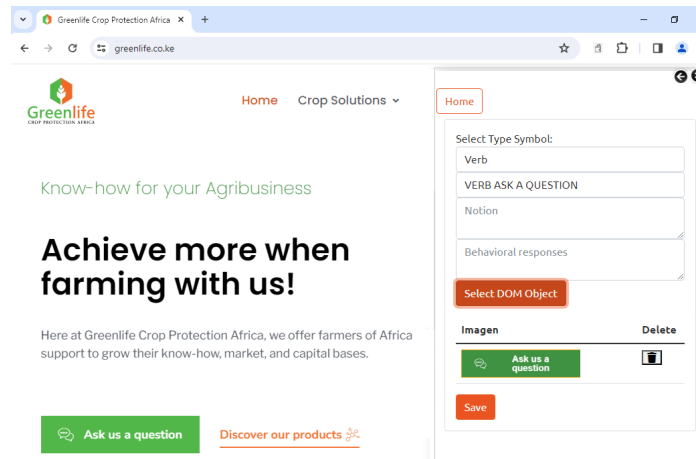 Greenlife Crop Protection Africa
greenlife.co.ke
Greenlife
CROP PROTECTION AFRICA
Home
Crop Solutions
Know-how for your Agribusiness
Achieve more when
farming with us!
Here at Greenlife Crop Protection Africa, we offer farmers of Africa
support to grow their know-how, market, and capital bases.
Ask us a question
Discover our products
Home
Select Type Symbol:
Verb
VERB ASK A QUESTION
Notion
Behavioral responses
Select DOM Object
Imagen
Delete
Ask us a
question
Save